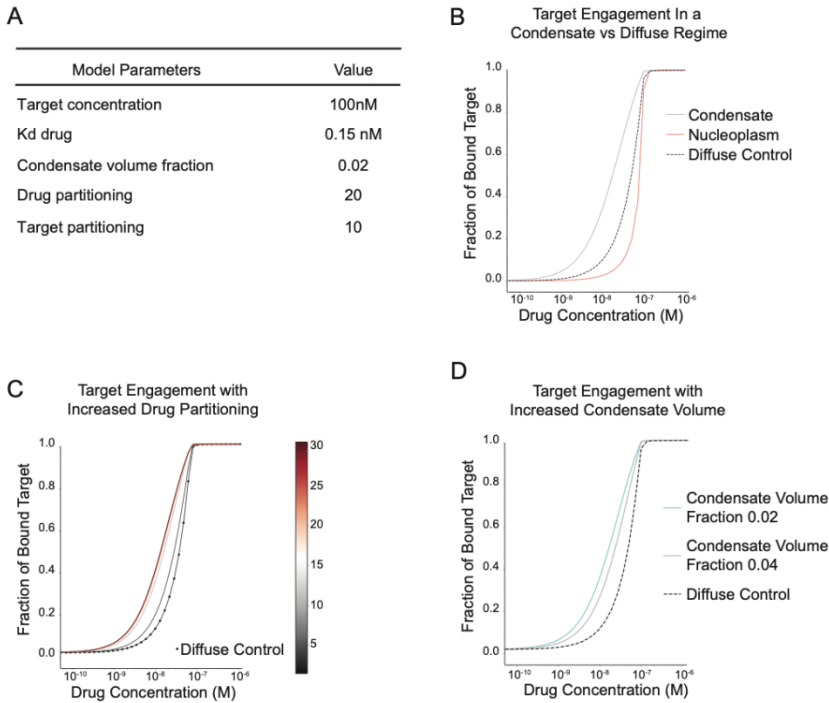 A
Model Parameters Value
Target concentration 100nM
Kd drug 0.15 nM
Condensate volume fraction 0.02
Drug partitioning 20
Target partitioning 10
B
Target Engagement In a
Condensate vs Diffuse Regime
Fraction of Bound Target
1.0
0.8
0.6
0.4
0.2
0.0
Condensate
Nucleoplasm
Diffuse Control
10-10 10-9 10-8 10-7 10-6
Drug Concentration (M)
C
Target Engagement with
Increased Drug Partitioning
Fraction of Bound Target
1.0
0.8
0.6
0.4
0.2
0.0
Diffuse Control
10-10 10-9 10-8 10-7 10-6
Drug Concentration (M)
30
25
20
15
10
5
D
Target Engagement with
Increased Condensate Volume
Fraction of Bound Target
1.0
0.8
0.6
0.4
0.2
0.0
Condensate Volume
Fraction 0.02
Condensate Volume
Fraction 0.04
Diffuse Control
10-10 10-9 10-8 10-7 10-6
Drug Concentration (M)